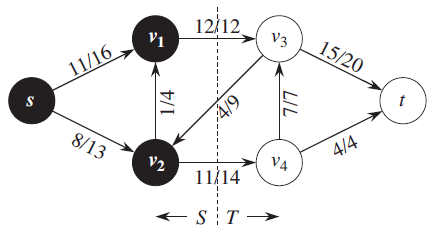 12/12
v1 v3
11/16 15/20
s 1/4 4/9 7/7 t
8/13 4/4
v2 v4
11/14
S T